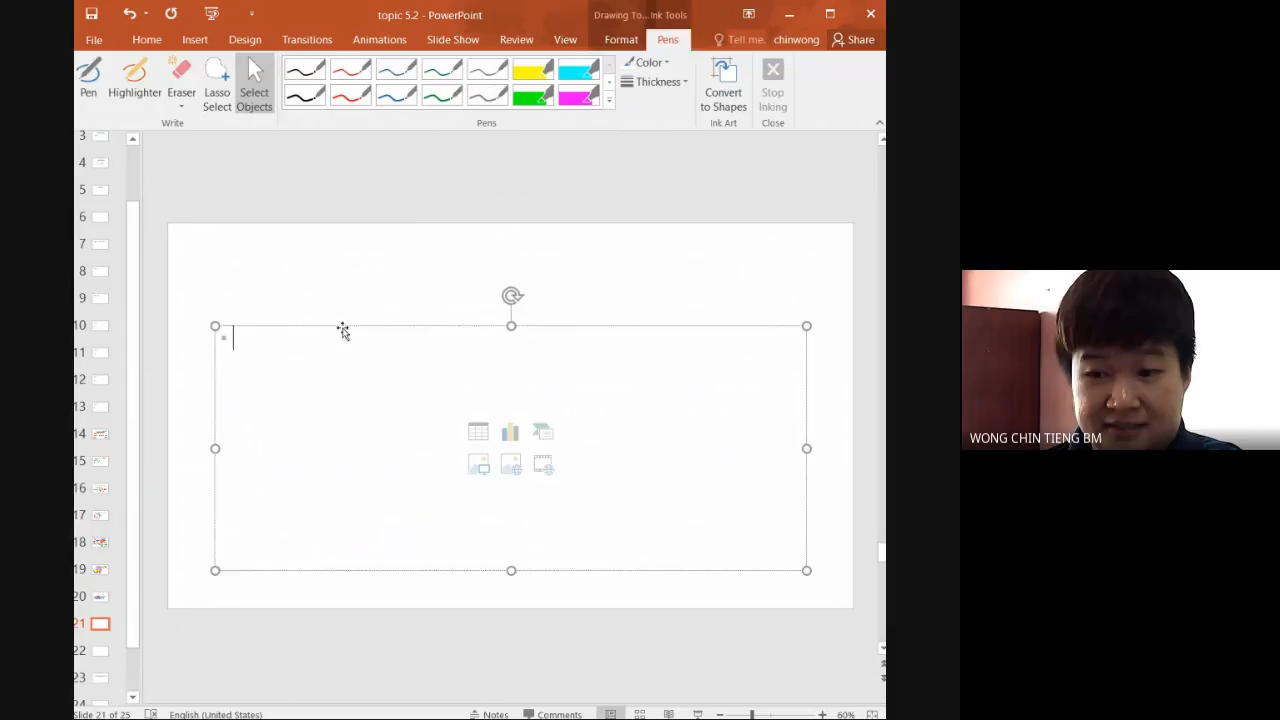 topic 5.2 - PowerPoint
Drawing To... Ink Tools
File Home Insert Design Transitions Animations Slide Show Review View Format Pens Tell me. chinwong Share
Pen Highlighter Eraser Lasso Select Select Objects
Write
Pens
Color
Thickness
Convert to Shapes
Ink Art
Stop Inking
Close
3
4
5
6
7
8
9
10
11
12
13
14
15
16
17
18
19
20
21
22
23
24
WONG CHIN TIENG BM
Slide 21 of 25 English (United States) Notes Comments 60%